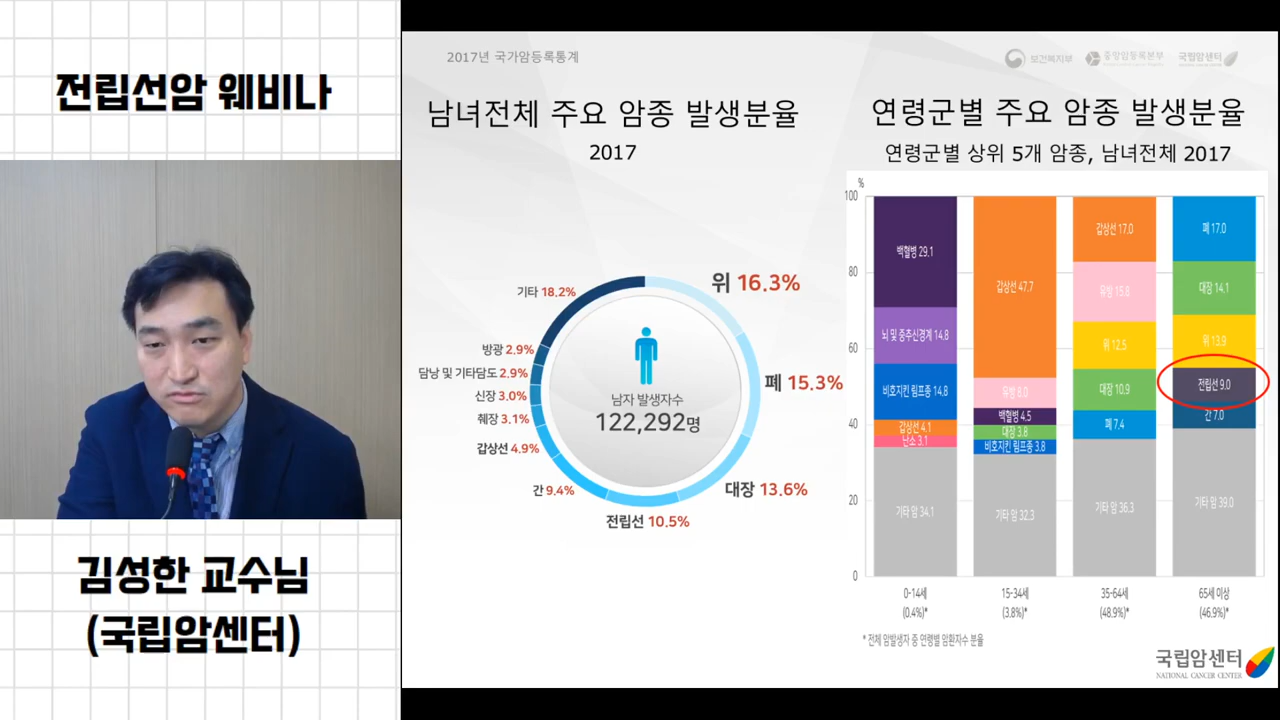 전립선암 웨비나
김성한 교수님
(국립암센터)
2017년 국가암등록통계
보건복지부
중앙암등록본부
국립암센터
남녀전체 주요 암종 발생분율
2017
기타 18.2%
위 16.3%
방광 2.9%
담낭 및 기타담도 2.9%
신장 3.0%
췌장 3.1%
갑상선 4.9%
간 9.4%
전립선 10.5%
대장 13.6%
폐 15.3%
남자 발생자수
122,292명
연령군별 주요 암종 발생분율
연령군별 상위 5개 암종, 남녀전체 2017
%
100
80
60
40
20
0
백혈병 29.1
뇌 및 중추신경계 14.8
비호지킨 림프종 14.8
갑상선 4.1
난소 3.1
기타 암 34.1
갑상선 47.7
유방 6.0
백혈병 4.5
대장 3.8
비호지킨 림프종 3.8
기타 암 32.3
갑상선 17.0
유방 15.8
위 12.5
대장 10.9
폐 7.4
기타 암 36.3
폐 17.0
대장 14.1
위 13.9
전립선 9.0
간 7.0
기타 암 39.0
0-14세
(0.4%)*
15-34세
(3.8%)*
35-64세
(48.9%)*
65세 이상
(46.9%)*
* 전체 암발생자 중 연령별 암환자수 분율
국립암센터
NATIONAL CANCER CENTER